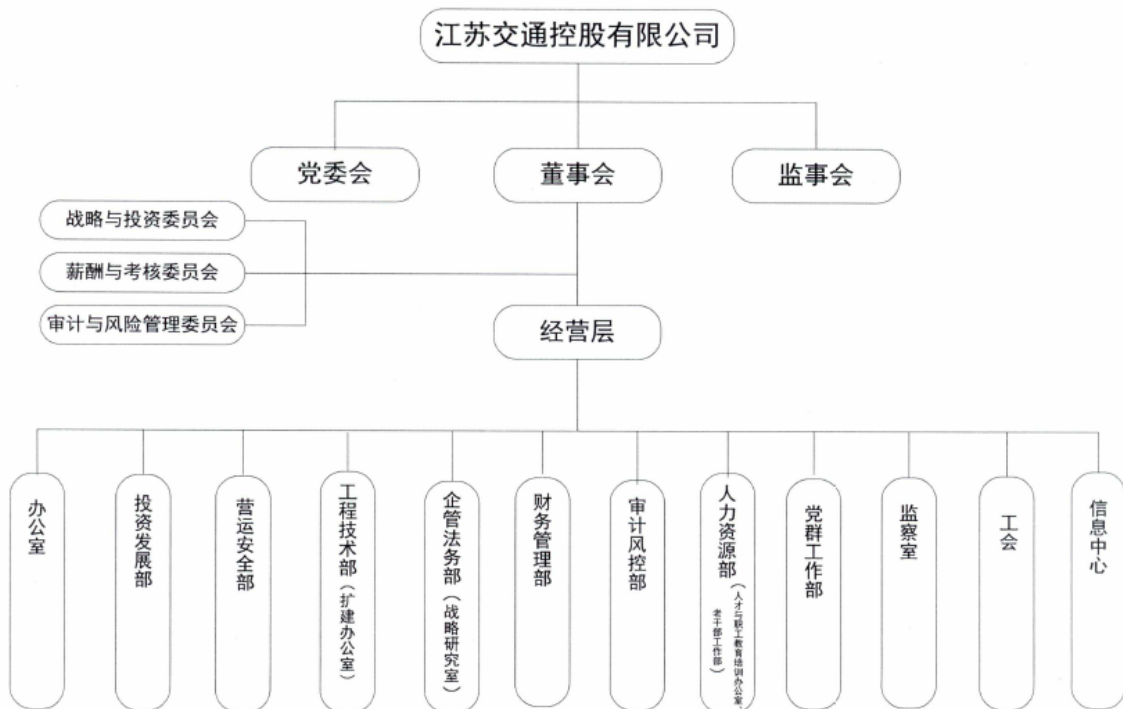 江苏交通控股有限公司
党委会
董事会
监事会
战略与投资委员会
薪酬与考核委员会
审计与风险管理委员会
经营层
办公室
投资发展部
营运安全部
工程技术部（扩建办公室）
企管法务部（战略研究室）
财务管理部
审计风控部
人力资源部（人才与职工教育培训办公室、
老干部工作部）
党群工作部
监察室
工会
信息中心